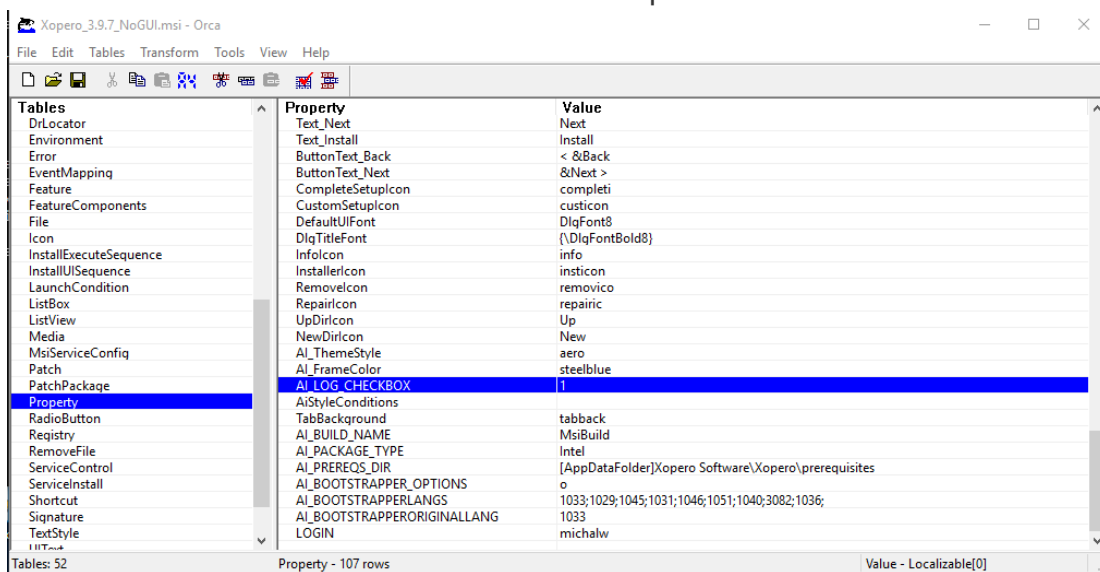 Xopero_3.9.7_NoGUI.msi - Orca
File Edit Tables Transform Tools View Help
Tables Property Value
DrLocator Text_Next Next
Environment Text_Install Install
Error ButtonText_Back < &Back
EventMapping ButtonText_Next &Next >
Feature CompleteSetupIcon completi
FeatureComponents CustomSetupIcon custicon
File DefaultUIFont DlgFont8
Icon DlgTitleFont {\DlgFontBold8}
InstallExecuteSequence InfoIcon info
InstallUISequence InstallerIcon insticon
LaunchCondition RemoveIcon removico
ListBox RepairIcon repairic
ListView UpDirIcon Up
Media NewDirIcon New
MsiServiceConfig AI_ThemeStyle aero
Patch AI_FrameColor steelblue
PatchPackage AI_LOG_CHECKBOX 1
Property AiStyleConditions
RadioButton TabBackground tabback
Registry AI_BUILD_NAME MsiBuild
RemoveFile AI_PACKAGE_TYPE Intel
ServiceControl AI_PREREQS_DIR [AppDataFolder]Xopero Software\Xopero\prerequisites
ServiceInstall AI_BOOTSTRAPPER_OPTIONS o
Shortcut AI_BOOTSTRAPPERLANGS 1033;1029;1045;1031;1046;1051;1040;3082;1036;
Signature AI_BOOTSTRAPPERORIGINALLANG 1033
TextStyle LOGIN michalw
UIText
Tables: 52 Property - 107 rows Value - Localizable[0]